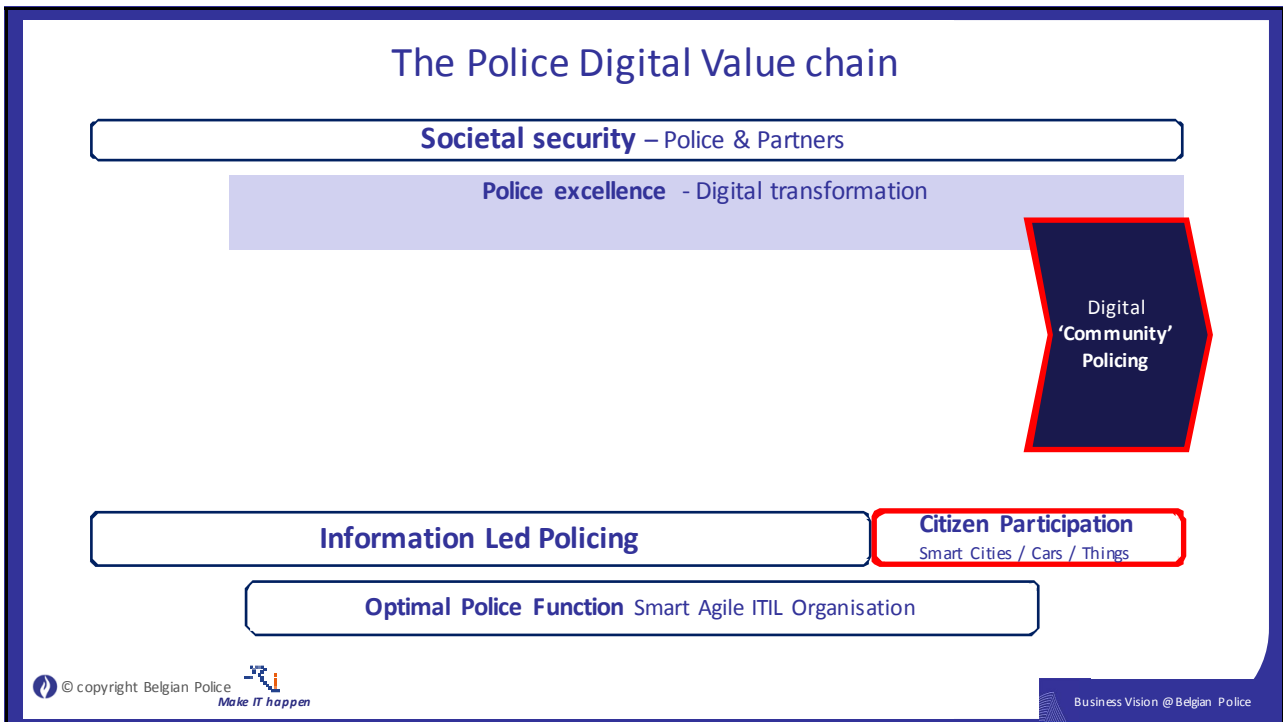 The Police Digital Value chain
Societal security – Police & Partners
Police excellence - Digital transformation
Digital
‘Community’
Policing
Information Led Policing
Citizen Participation
Smart Cities / Cars / Things
Optimal Police Function Smart Agile ITIL Organisation
© copyright Belgian Police
Make IT happen
Business Vision @ Belgian Police